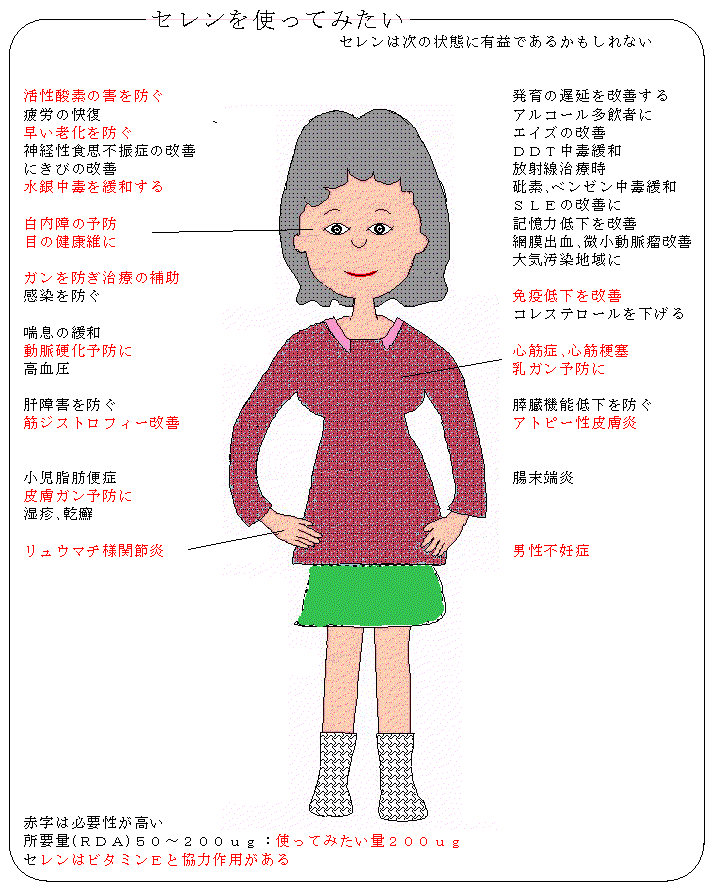 セレンを使ってみたい
セレンは次の状態に有益であるかもしれない
活性酸素の害を防ぐ
疲労の快復
早い老化を防ぐ
神経性食思不振症の改善
にきびの改善
水銀中毒を緩和する
白内障の予防
目の健康維に
ガンを防ぎ治療の補助
感染を防ぐ
喘息の緩和
動脈硬化予防に
高血圧
肝障害を防ぐ
筋ジストロフィー改善
小児脂肪便症
皮膚ガン予防に
湿疹、乾癬
リュウマチ様関節炎
発育の遅延を改善する
アルコール多飲者に
エイズの改善
ＤＤＴ中毒緩和
放射線治療時
砒素、ベンゼン中毒緩和
ＳＬＥの改善に
記憶力低下を改善
網膜出血、微小動脈瘤改善
大気汚染地域に
免疫低下を改善
コレステロールを下げる
心筋症、心筋梗塞
乳ガン予防に
膵臓機能低下を防ぐ
アトピー性皮膚炎
腸末端炎
男性不妊症
赤字は必要性が高い
所要量(ＲＤＡ)５０～２００ｕｇ：使ってみたい量２００ｕｇ
セレンはビタミンＥと協力作用がある